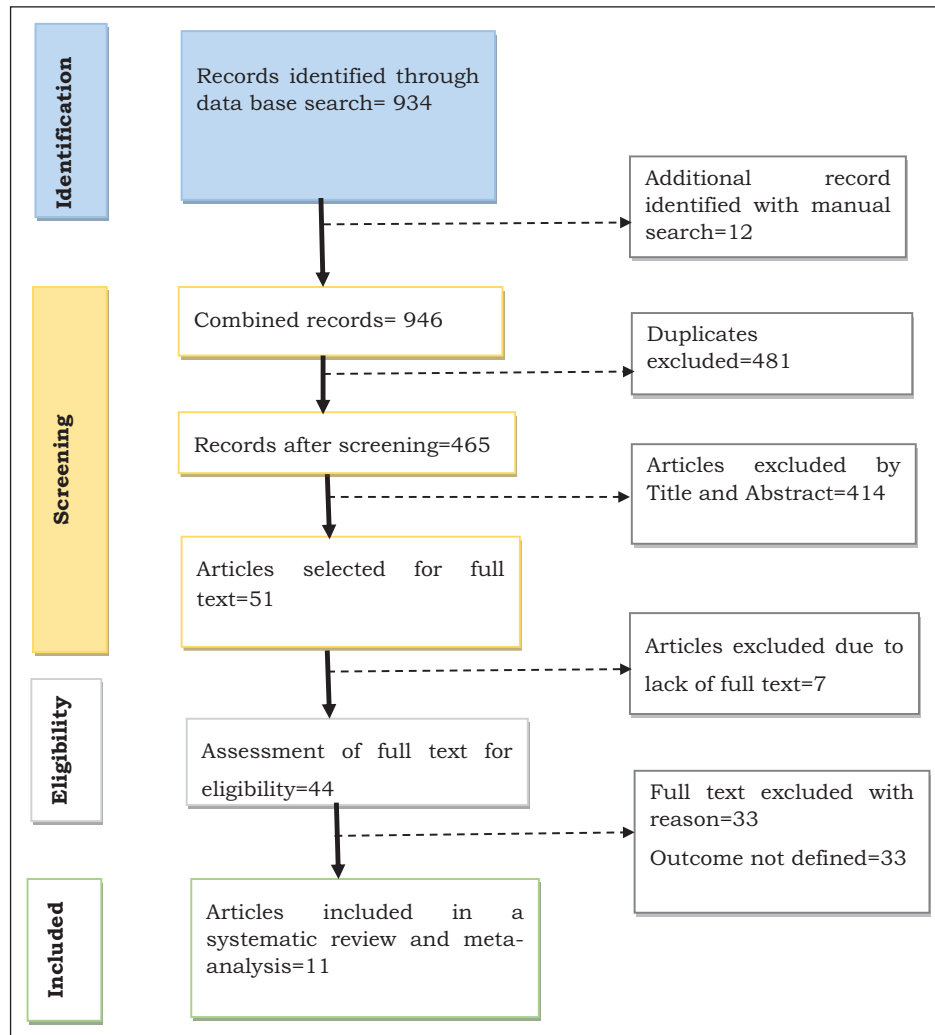 Identification
Records identified through
data base search= 934
Additional record
identified with manual
search=12
Screening
Combined records= 946
Duplicates
excluded=481
Records after screening=465
Articles excluded by
Title and Abstract=414
Articles selected for full
text=51
Articles excluded due to
lack of full text=7
Eligibility
Assessment of full text for
eligibility=44
Full text excluded with
reason=33
Outcome not defined=33
Included
Articles included in a
systematic review and meta-
analysis=11